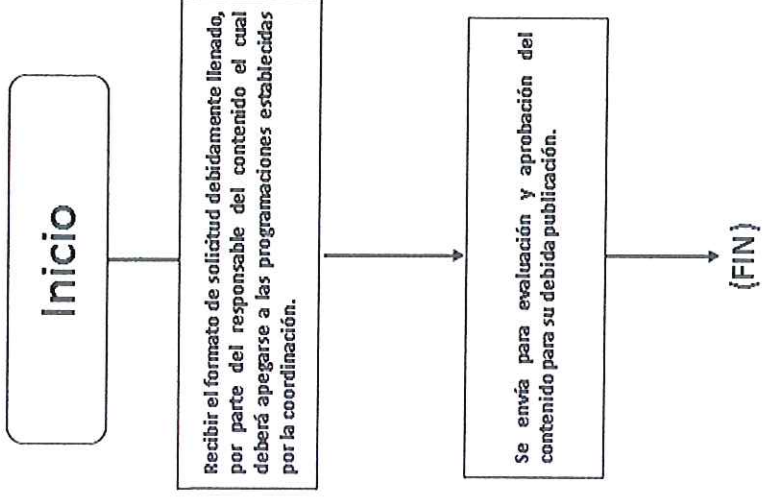 Inicio
Recibir el formato de solicitud debidamente llenado,
por parte del responsable del contenido el cual
deberá apegarse a las programaciones establecidas
por la coordinación.
Se envía para evaluación y aprobación del
contenido para su debida publicación.
(FIN)